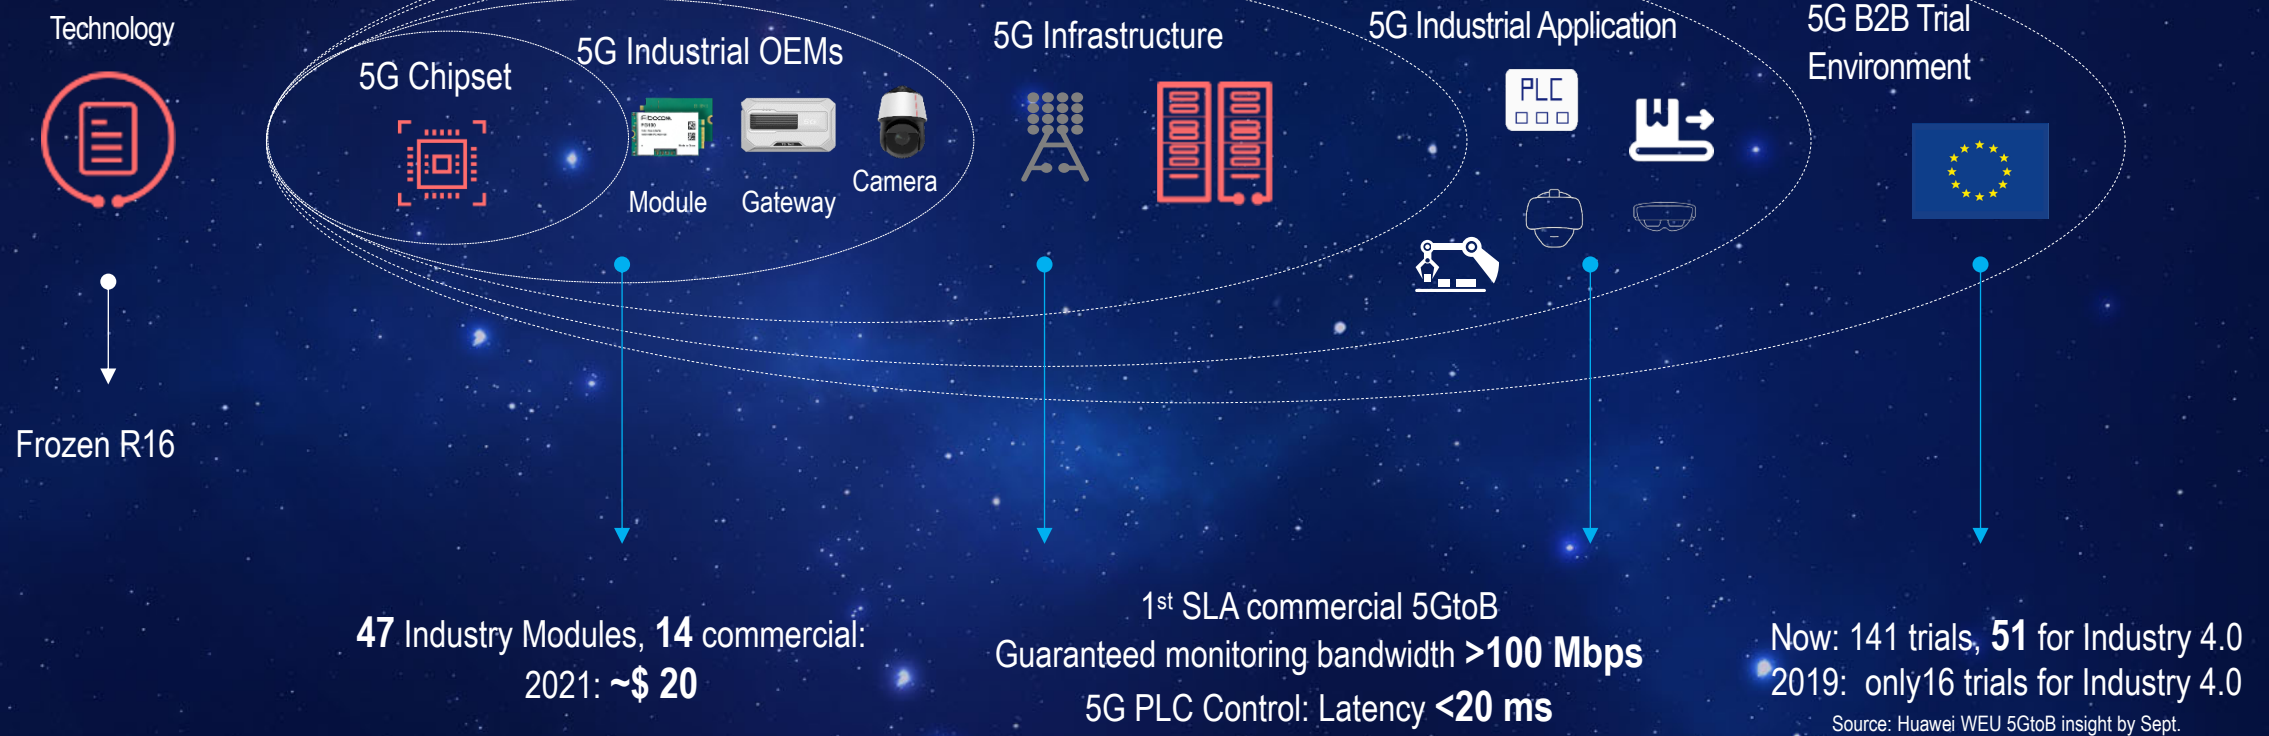 Technology
5G Chipset
5G Industrial OEMs
5G Infrastructure
5G Industrial Application
5G B2B Trial
Environment
PLC
Module
Gateway
Camera
Frozen R16
47 Industry Modules, 14 commercial:
2021: ~$ 20
1st SLA commercial 5GtoB
Guaranteed monitoring bandwidth >100 Mbps
5G PLC Control: Latency <20 ms
Now: 141 trials, 51 for Industry 4.0
2019: only16 trials for Industry 4.0
Source: Huawei WEU 5GtoB insight by Sept.